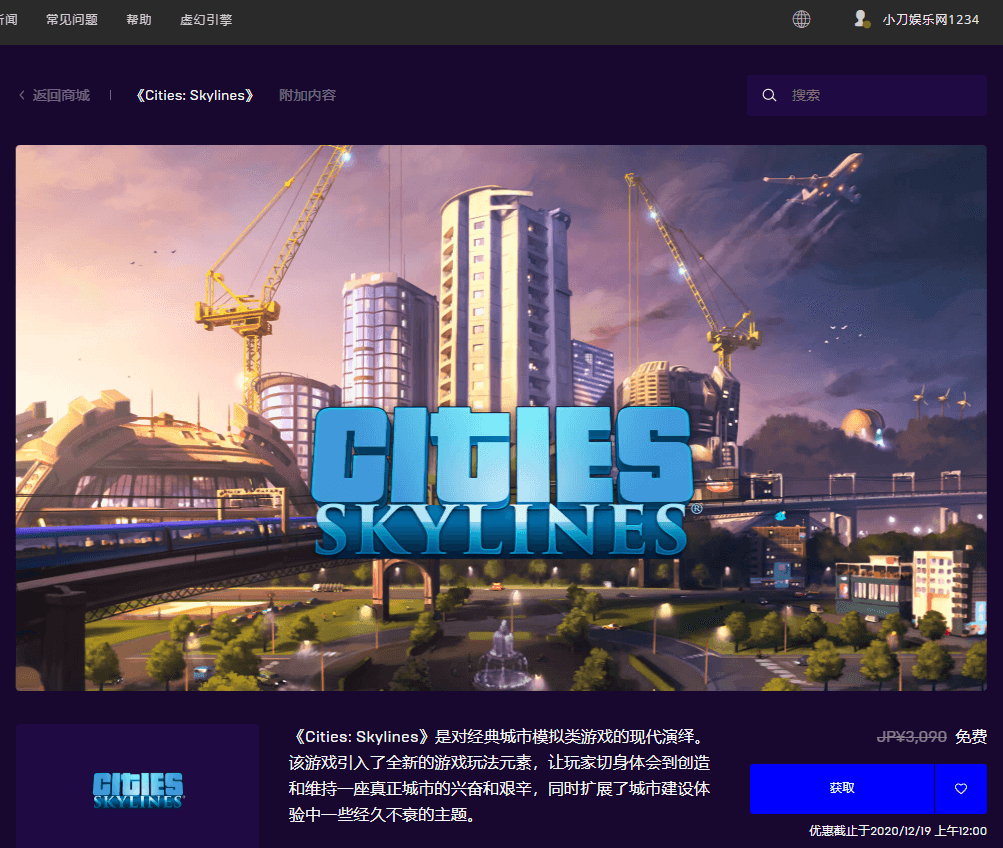 新闻 常见问题 帮助 虚幻引擎 小刀娱乐网1234
返回商城 《Cities: Skylines》 附加内容 搜索
CITIES
SKYLINES®
《Cities: Skylines》是对经典城市模拟类游戏的现代演绎。
该游戏引入了全新的游戏玩法元素，让玩家切身体会到创造
和维持一座真正城市的兴奋和艰辛，同时扩展了城市建设体
验中一些经久不衰的主题。
CITIES
SKYLINES
JP¥3,090 免费
获取
优惠截止于2020/12/19 上午12:00